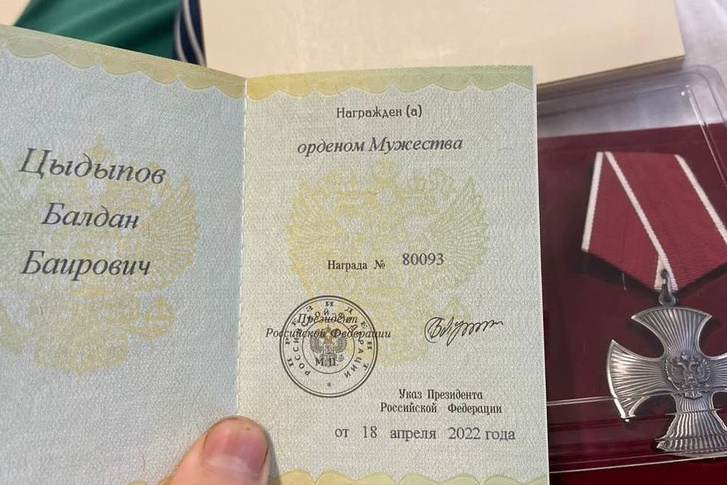 Цыдыпов
Балдан
Баирович
Награжден (а)
орденом Мужества
Награда № 80093
Президент
Российской Федерации
М.П.
Указ Президента
Российской Федерации
от 18 апреля 2022 года